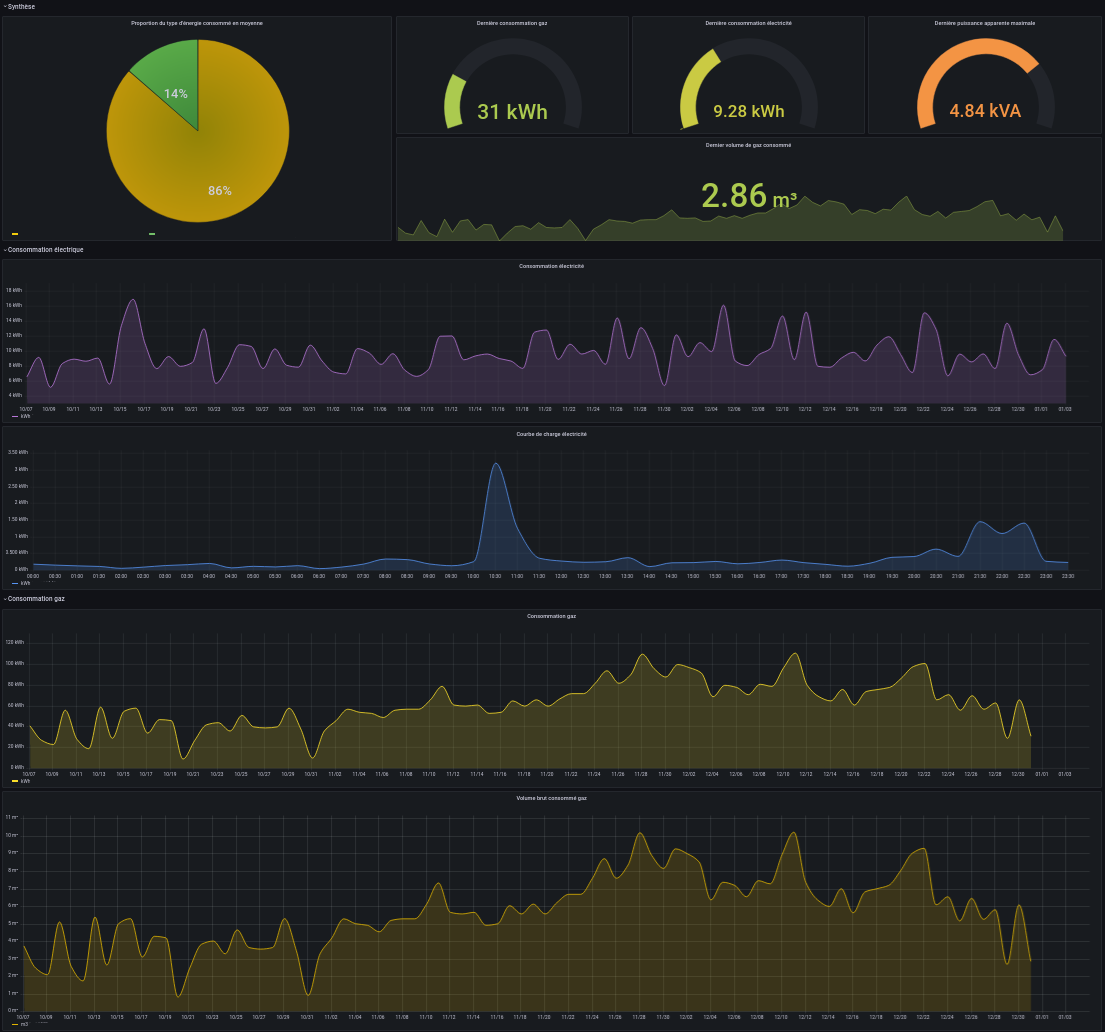 Synthèse
Proportion du type d'énergie consommé en moyenne
14%
86%
Dernière consommation gaz
31 kWh
Dernière consommation électricité
9.28 kWh
Dernière puissance apparente maximale
4.84 kVA
Dernier volume de gaz consommé
2.86 m³
Consommation électrique
Consommation électricité
18 kWh
16 kWh
14 kWh
12 kWh
10 kWh
8 kWh
6 kWh
4 kWh
10/07 10/09 10/11 10/13 10/15 10/17 10/19 10/21 10/23 10/25 10/27 10/29 10/31 11/02 11/04 11/06 11/08 11/10 11/12 11/14 11/16 11/18 11/20 11/22 11/24 11/26 11/28 11/30 12/02 12/04 12/06 12/08 12/10 12/12 12/14 12/16 12/18 12/20 12/22 12/24 12/26 12/28 12/30 01/01 01/03
kWh
Courbe de charge électricité
3.50 kWh
3 kWh
2.50 kWh
2 kWh
1.50 kWh
1 kWh
0.500 kWh
0 kWh
00:00 00:30 01:00 01:30 02:00 02:30 03:00 03:30 04:00 04:30 05:00 05:30 06:00 06:30 07:00 07:30 08:00 08:30 09:00 09:30 10:00 10:30 11:00 11:30 12:00 12:30 13:00 13:30 14:00 14:30 15:00 15:30 16:00 16:30 17:00 17:30 18:00 18:30 19:00 19:30 20:00 20:30 21:00 21:30 22:00 22:30 23:00 23:30
kWh
Consommation gaz
Consommation gaz
120 kWh
100 kWh
80 kWh
60 kWh
40 kWh
20 kWh
0 kWh
10/07 10/09 10/11 10/13 10/15 10/17 10/19 10/21 10/23 10/25 10/27 10/29 10/31 11/02 11/04 11/06 11/08 11/10 11/12 11/14 11/16 11/18 11/20 11/22 11/24 11/26 11/28 11/30 12/02 12/04 12/06 12/08 12/10 12/12 12/14 12/16 12/18 12/20 12/22 12/24 12/26 12/28 12/30 01/01 01/03
kWh
Volume brut consommé gaz
11 m³
10 m³
9 m³
8 m³
7 m³
6 m³
5 m³
4 m³
3 m³
2 m³
1 m³
0 m³
10/07 10/09 10/11 10/13 10/15 10/17 10/19 10/21 10/23 10/25 10/27 10/29 10/31 11/02 11/04 11/06 11/08 11/10 11/12 11/14 11/16 11/18 11/20 11/22 11/24 11/26 11/28 11/30 12/02 12/04 12/06 12/08 12/10 12/12 12/14 12/16 12/18 12/20 12/22 12/24 12/26 12/28 12/30 01/01 01/03
m3